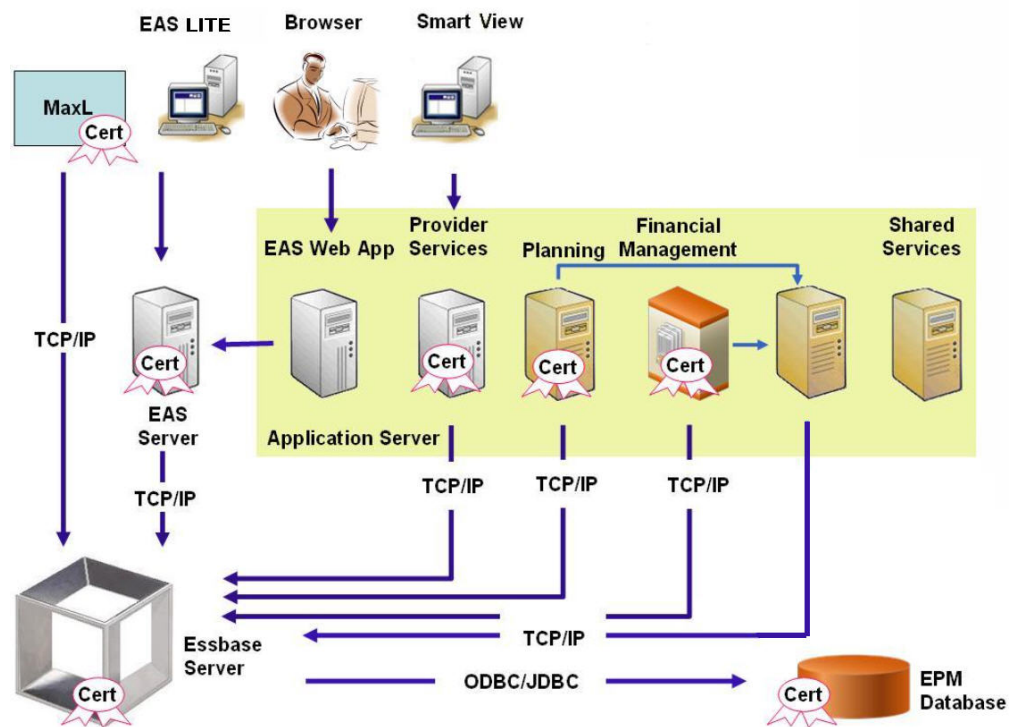 EAS LITE
Browser
Smart View
MaxL
Cert
EAS Web App
Provider
Services
Planning
Financial
Management
Shared
Services
TCP/IP
Cert
Cert
Cert
Cert
EAS
Server
Application Server
TCP/IP
TCP/IP
TCP/IP
TCP/IP
Essbase
Server
TCP/IP
Cert
ODBC/JDBC
Cert
EPM
Database